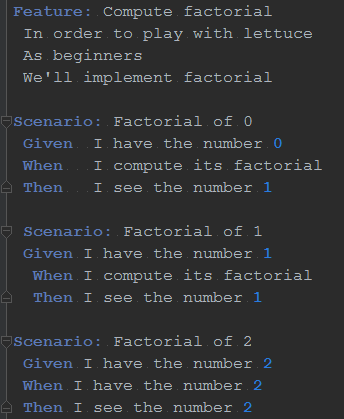 Feature: Compute factorial
In order to play with lettuce
As beginners
We'll implement factorial
Scenario: Factorial of 0
Given I have the number 0
When I compute its factorial
Then I see the number 1
Scenario: Factorial of 1
Given I have the number 1
When I compute its factorial
Then I see the number 1
Scenario: Factorial of 2
Given I have the number 2
When I have the number 2
Then I see the number 2